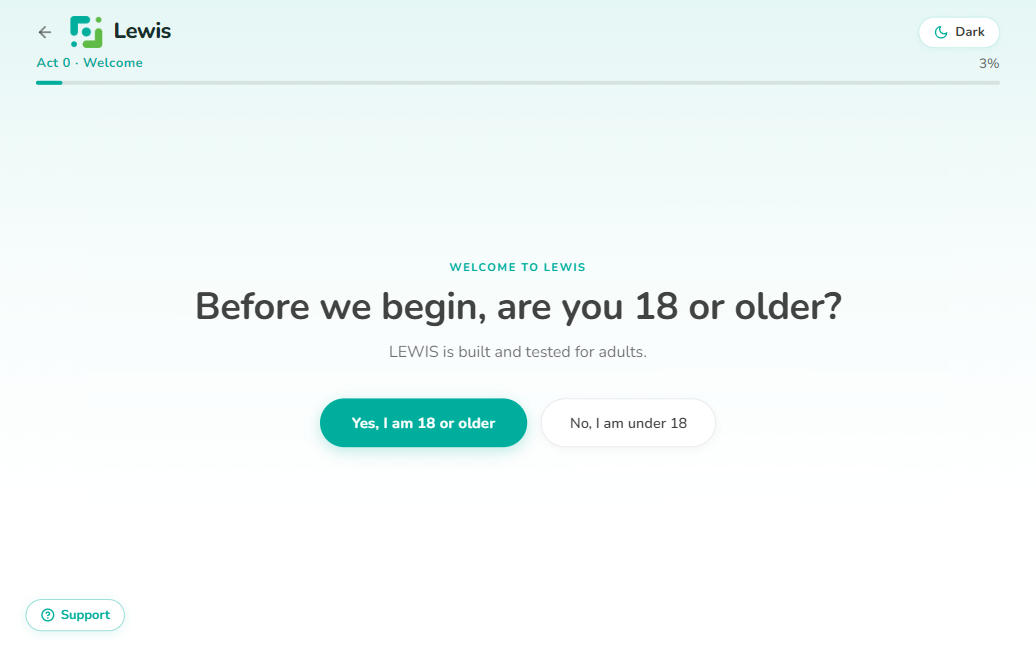 Lewis
Dark
Act 0 · Welcome
3%
WELCOME TO LEWIS
Before we begin, are you 18 or older?
LEWIS is built and tested for adults.
Yes, I am 18 or older
No, I am under 18
Support